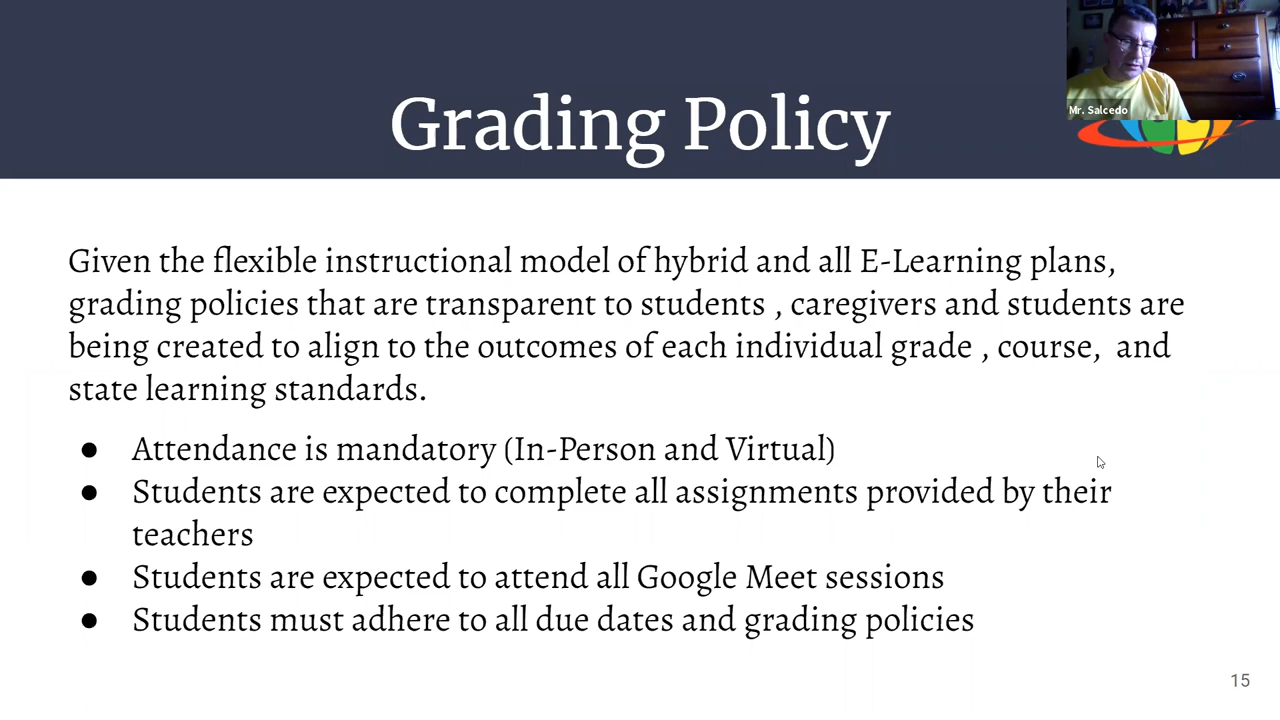 Mr. Salcedo
Grading Policy
Given the flexible instructional model of hybrid and all E-Learning plans,
grading policies that are transparent to students , caregivers and students are
being created to align to the outcomes of each individual grade , course,  and
state learning standards.
● Attendance is mandatory (In-Person and Virtual)
● Students are expected to complete all assignments provided by their
teachers
● Students are expected to attend all Google Meet sessions
● Students must adhere to all due dates and grading policies
15